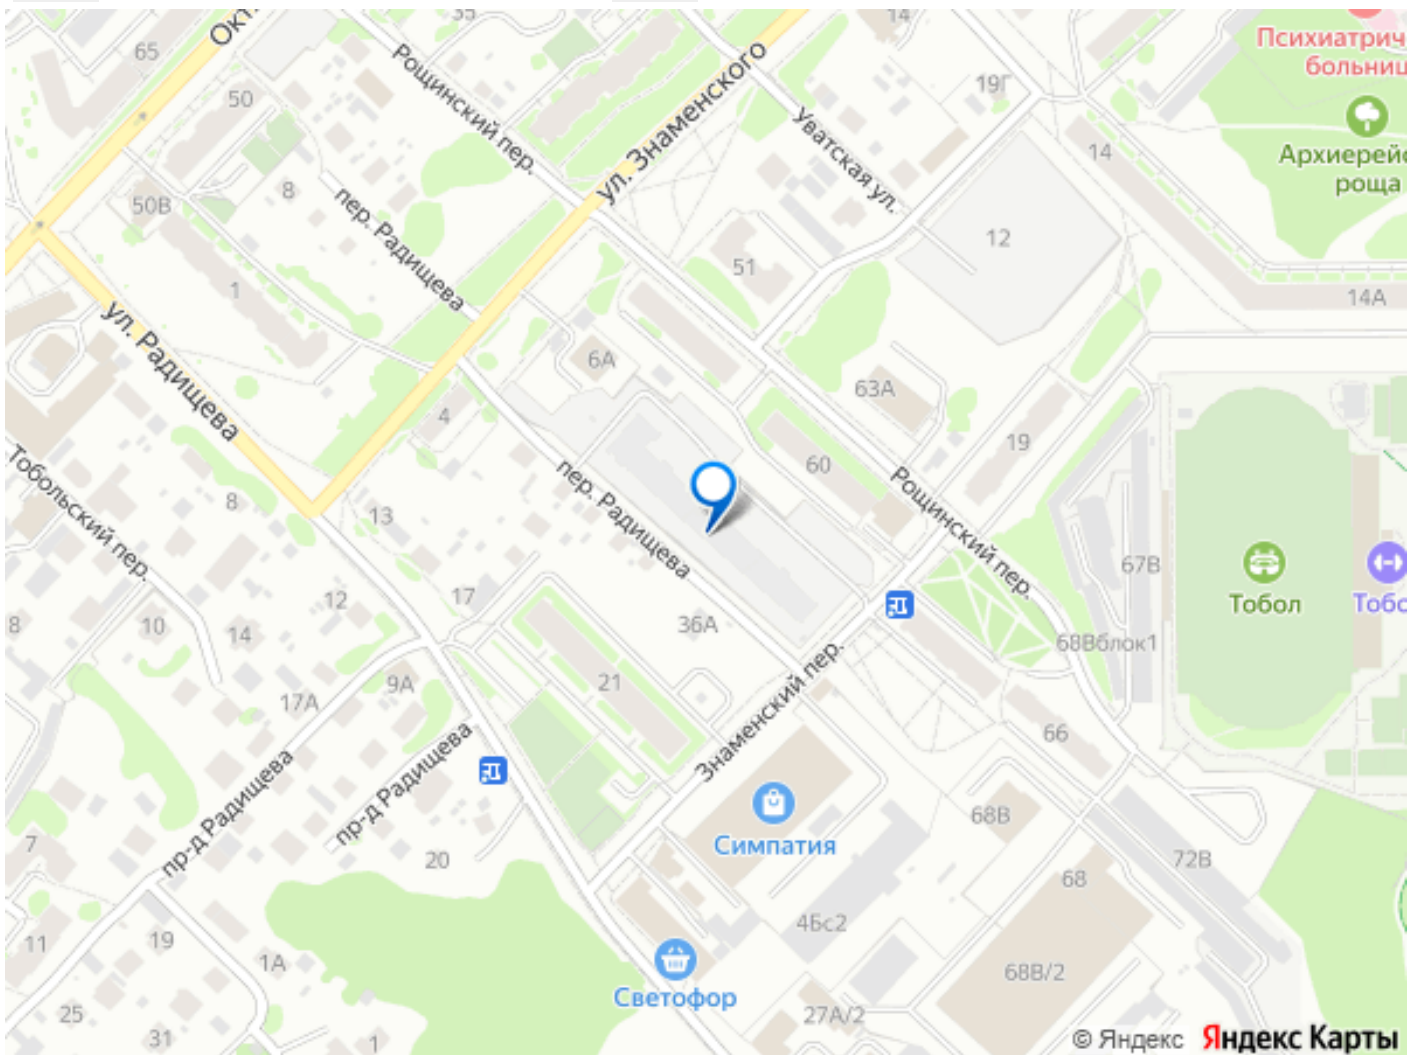 Окт
35
14
Психиатрич
больниц
65
Рощинский пер.
ул. Знаменского
19Г
50
Уватская ул.
14
Архиерейс
роща
8
50В
пер. Радищева
12
51
1
14А
ул. Радищева
6А
63А
4
19
Тобольский пер.
60
пер. Радищева
Рощинский пер.
8
13
67В
Тобол
Тобо
12
17
8
10
14
36А
68Вблок1
21
9А
17А
Знаменский пер.
66
пр-д Радищева
пр-д Радищева
68В
7
Симпатия
20
72В
68
4Бс2
11
19
1А
68В/2
Светофор
25
27А/2
31
1
© Яндекс Яндекс Карты